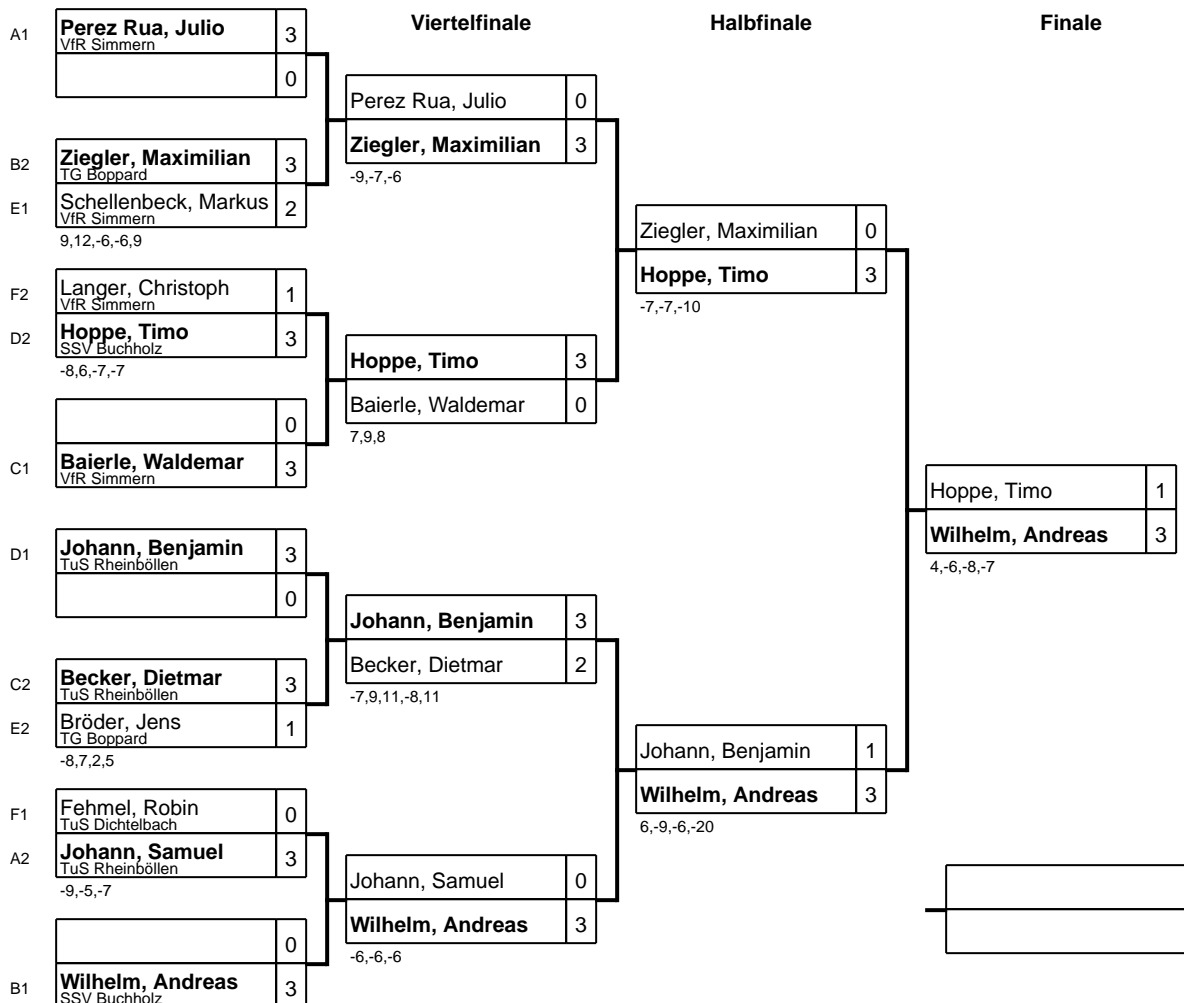 Viertelfinale
Halbfinale
Finale
A1 Perez Rua, Julio 3
VfR Simmern
0
B2 Ziegler, Maximilian 3
TG Boppard
E1 Schellenbeck, Markus 2
VfR Simmern
9,12,-6,-6,9
F2 Langer, Christoph 1
VfR Simmern
D2 Hoppe, Timo 3
SSV Buchholz
-8,6,-7,-7
0
C1 Baierle, Waldemar 3
VfR Simmern
D1 Johann, Benjamin 3
TuS Rheinböllen
0
C2 Becker, Dietmar 3
TuS Rheinböllen
E2 Bröder, Jens 1
TG Boppard
-8,7,2,5
F1 Fehmel, Robin 0
TuS Dichtelbach
A2 Johann, Samuel 3
TuS Rheinböllen
-9,-5,-7
0
B1 Wilhelm, Andreas 3
SSV Buchholz
Perez Rua, Julio 0
Ziegler, Maximilian 3
-9,-7,-6
Hoppe, Timo 3
Baierle, Waldemar 0
7,9,8
Johann, Benjamin 3
Becker, Dietmar 2
-7,9,11,-8,11
Johann, Samuel 0
Wilhelm, Andreas 3
-6,-6,-6
Ziegler, Maximilian 0
Hoppe, Timo 3
-7,-7,-10
Johann, Benjamin 1
Wilhelm, Andreas 3
6,-9,-6,-20
Hoppe, Timo 1
Wilhelm, Andreas 3
4,-6,-8,-7